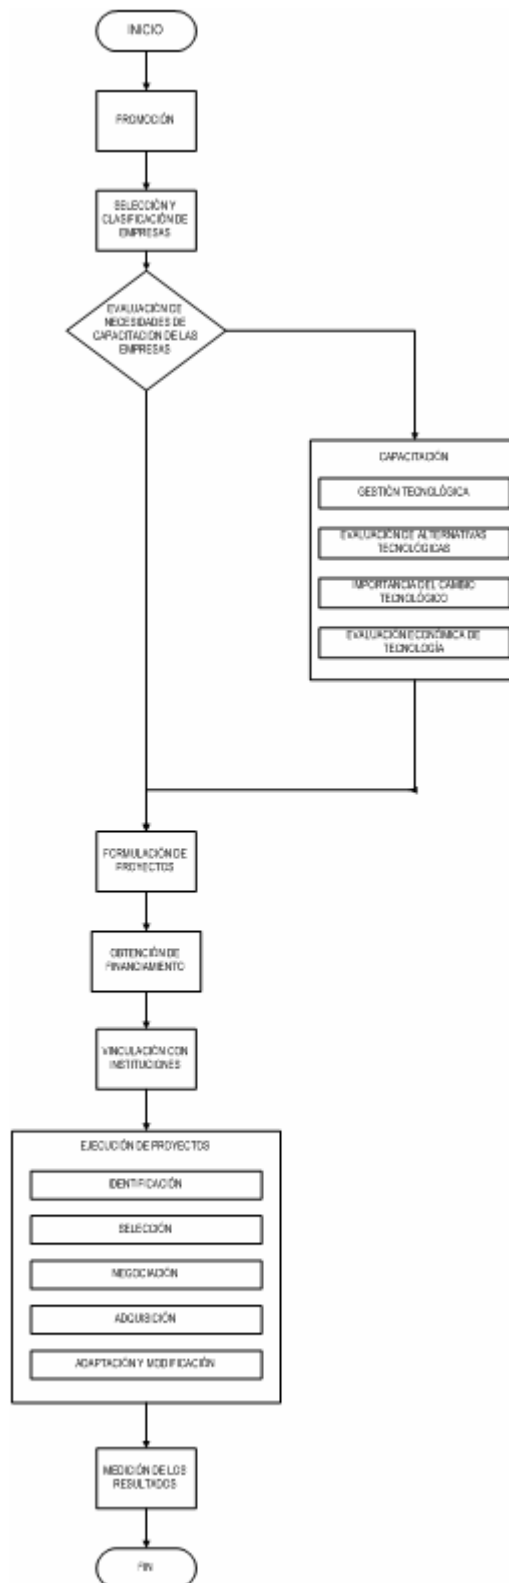 INICIO
PROMOCIÓN
SELECCIÓN Y
CLASIFICACIÓN DE
EMPRESAS
EVALUACIÓN DE
NECESIDADES DE
CAPACITACION DE LAS
EMPRESAS
CAPACITACIÓN
GESTIÓN TECNOLÓGICA
EVALUACIÓN DE ALTERNATIVAS
TECNOLÓGICAS
IMPORTANCIA DEL CAMBIO
TECNOLÓGICO
EVALUACIÓN ECONÓMICA DE
TECNOLOGÍA
FORMULACIÓN DE
PROYECTOS
OBTENCIÓN DE
FINANCIAMIENTO
VINCULACIÓN CON
INSTITUCIONES
EJECUCIÓN DE PROYECTOS
IDENTIFICACIÓN
SELECCIÓN
NEGOCIACIÓN
ADQUISICIÓN
ADAPTACIÓN Y MODIFICACIÓN
MEDICIÓN DE LOS
RESULTADOS
FIN